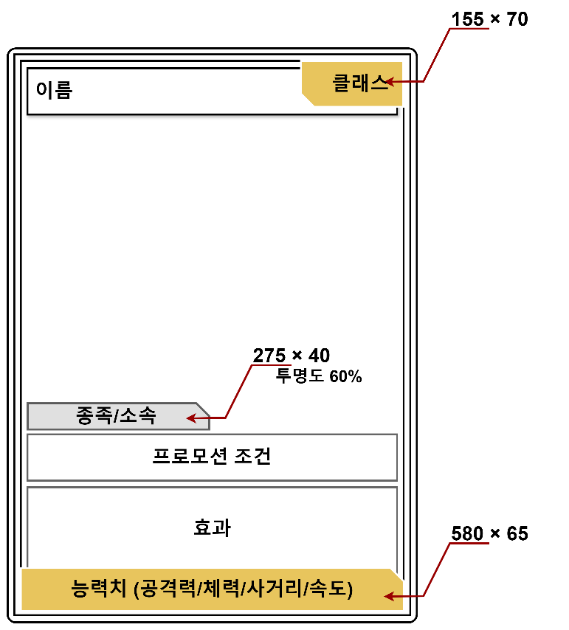 155 × 70
클래스
이름
275 × 40
투명도 60%
종족/소속
프로모션 조건
효과
580 × 65
능력치 (공격력/체력/사거리/속도)